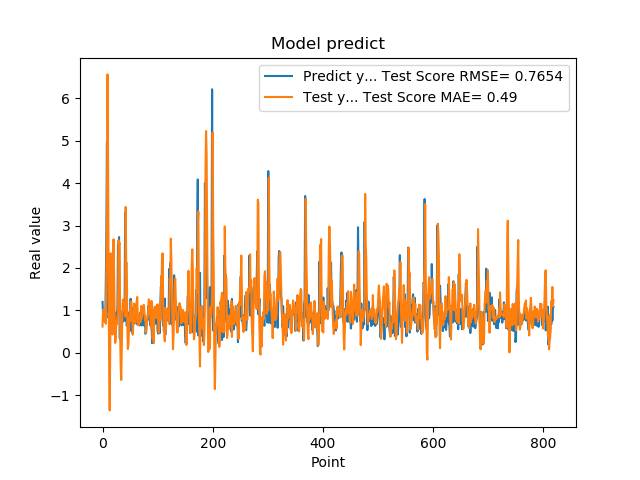 Model predict
Predict y... Test Score RMSE= 0.7654
Test y... Test Score MAE= 0.49
6
5
4
3
2
1
0
−1
Real value
0 200 400 600 800
Point